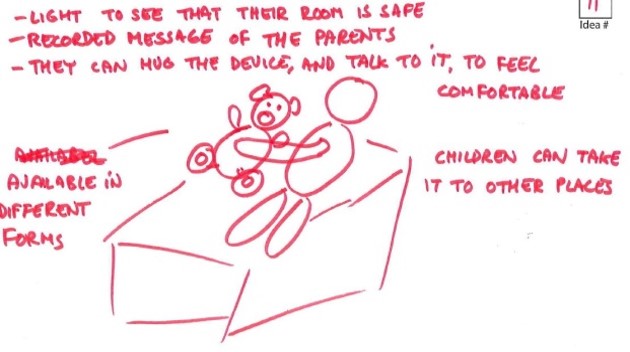 - LIGHT TO SEE THAT THEIR ROOM IS SAFE
- RECORDED MESSAGE OF THE PARENTS
- THEY CAN HUG THE DEVICE, AND TALK TO IT, TO FEEL
COMFORTABLE
11
Idea #
AVAILABLE IN
DIFFERENT
FORMS
CHILDREN CAN TAKE
IT TO OTHER PLACES